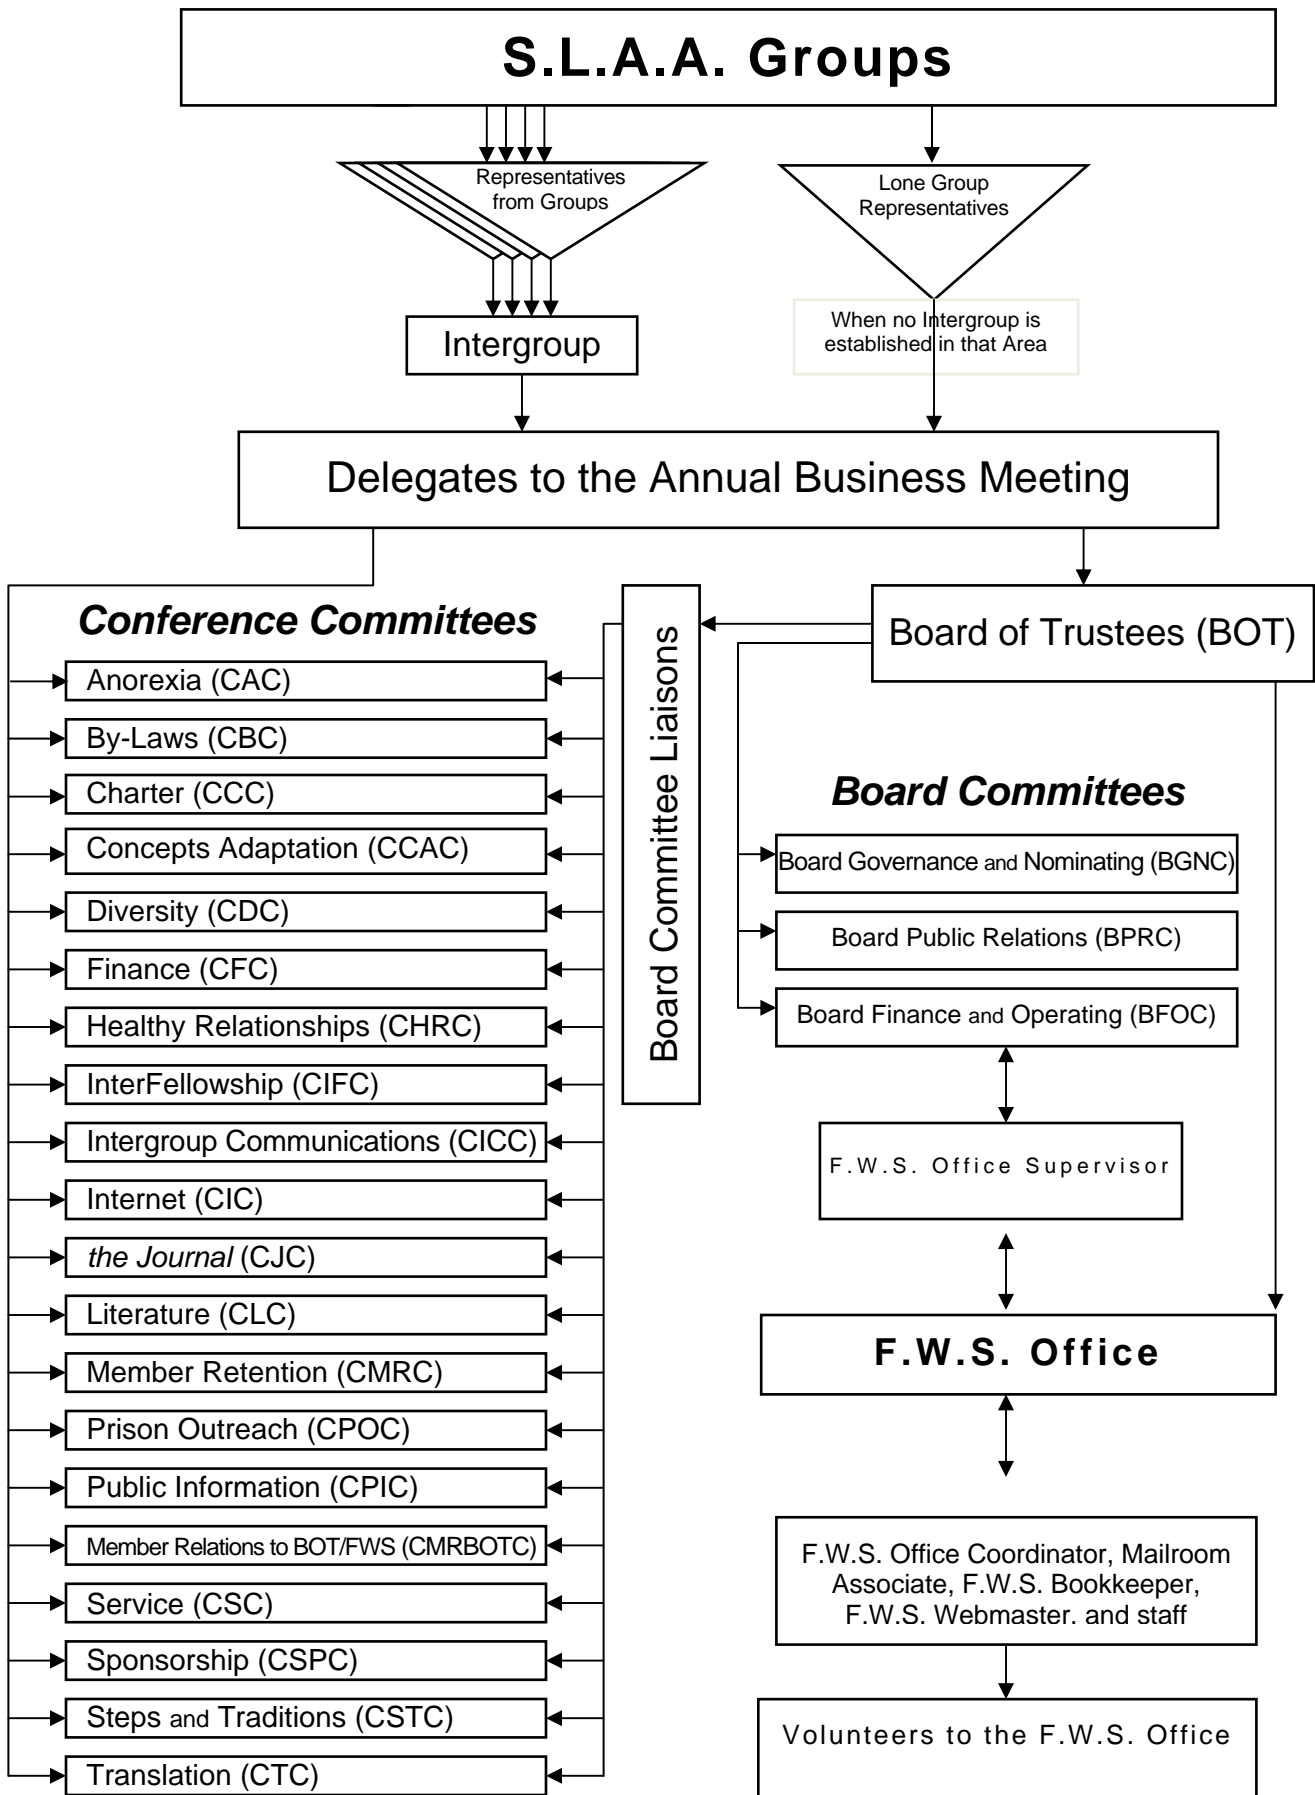 S.L.A.A. Groups
Representatives
from Groups
Lone Group
Representatives
When no Intergroup is
established in that Area
Intergroup
Delegates to the Annual Business Meeting
Conference Committees
Anorexia (CAC)
By-Laws (CBC)
Charter (CCC)
Concepts Adaptation (CCAC)
Diversity (CDC)
Finance (CFC)
Healthy Relationships (CHRC)
InterFellowship (CIFC)
Intergroup Communications (CICC)
Internet (CIC)
the Journal (CJC)
Literature (CLC)
Member Retention (CMRC)
Prison Outreach (CPOC)
Public Information (CPIC)
Member Relations to BOT/FWS (CMRBOTC)
Service (CSC)
Sponsorship (CSPC)
Steps and Traditions (CSTC)
Translation (CTC)
Board Committee Liaisons
Board of Trustees (BOT)
Board Committees
Board Governance and Nominating (BGNC)
Board Public Relations (BPRC)
Board Finance and Operating (BFOC)
F.W.S. Office Supervisor
F.W.S. Office
F.W.S. Office Coordinator, Mailroom
Associate, F.W.S. Bookkeeper,
F.W.S. Webmaster. and staff
Volunteers to the F.W.S. Office